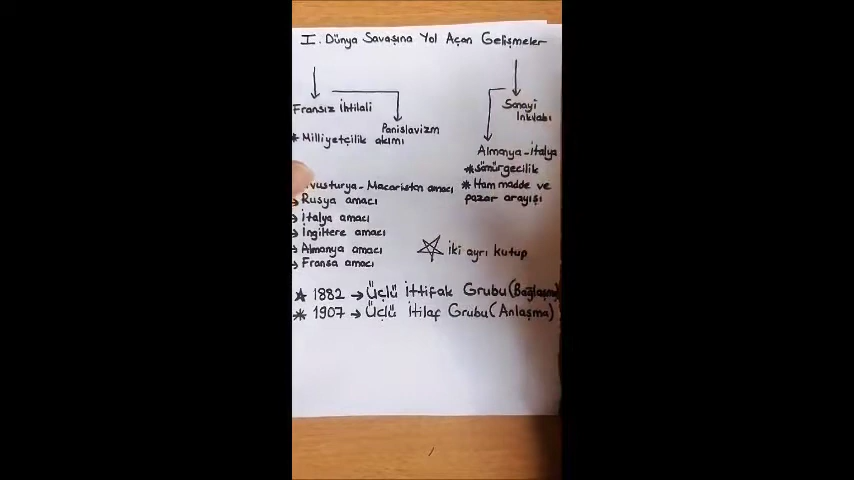 I. Dünya Savaşına Yol Açan Gelişmeler
Fransız İhtilali
Panislavizm
* Milliyetçilik akımı
Sanayi
İnkılabı
Almanya-İtalya
* Sömürgecilik
* Ham madde ve
pazar arayışı
vusturya-Macaristan amacı
Rusya amacı
İtalya amacı
İngiltere amacı
Almanya amacı
Fransa amacı
iki ayrı kutup
* 1882 → Üçlü İttifak Grubu (Bağlaşma)
* 1907 → Üçlü İtilaf Grubu (Anlaşma)